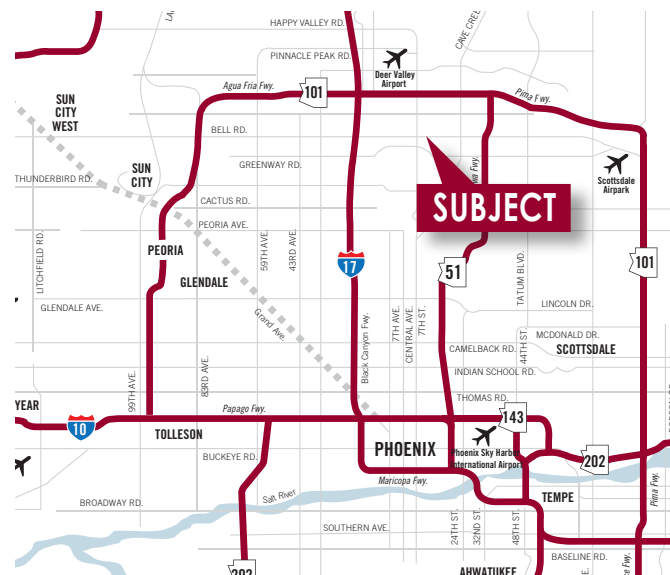 HAPPY VALLEY RD.
CAVE CREEK
PINNACLE PEAK RD.
Deer Valley
Airport
Agua Fria Fwy.
101
Pima Fwy.
SUN
CITY
WEST
BELL RD.
GREENWAY RD.
SUN
CITY
THUNDERBIRD RD.
Scottsdale
Airpark
CACTUS RD.
SUBJECT
PEORIA AVE.
LITCHFIELD RD.
PEORIA
59TH AVE.
43RD AVE.
17
51
TATUM BLVD.
101
GLENDALE
GLENDALE AVE.
LINCOLN DR.
Grand Ave.
Black Canyon Fwy.
7TH AVE.
CENTRAL AVE.
7TH ST.
44TH ST.
MCDONALD DR.
CAMELBACK RD.
SCOTTSDALE
INDIAN SCHOOL RD.
99TH AVE.
83RD AVE.
THOMAS RD.
YEAR
Papago Fwy.
143
10
TOLLESON
PHOENIX
Phoenix Sky Harbor
International Airport
BUCKEYE RD.
202
Maricopa Fwy.
Salt River
BROADWAY RD.
TEMPE
Pima Fwy.
SOUTHERN AVE.
24TH ST.
32ND ST.
48TH ST.
BASELINE RD.
202
AHWATUKEE